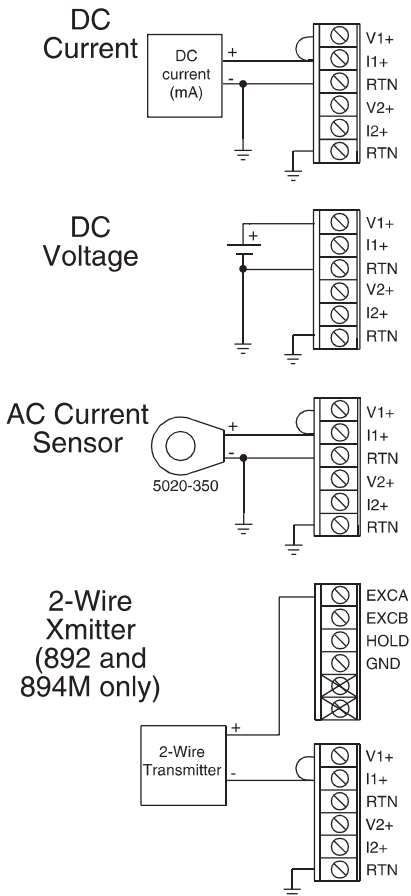 DC
Current
DC
current
(mA)
+
-
V1+
I1+
RTN
V2+
I2+
RTN
DC
Voltage
+
V1+
I1+
RTN
V2+
I2+
RTN
AC Current
Sensor
+
-
5020-350
V1+
I1+
RTN
V2+
I2+
RTN
2-Wire
Xmitter
(892 and
894M only)
EXCA
EXCB
HOLD
GND
2-Wire
Transmitter
+
-
V1+
I1+
RTN
V2+
I2+
RTN